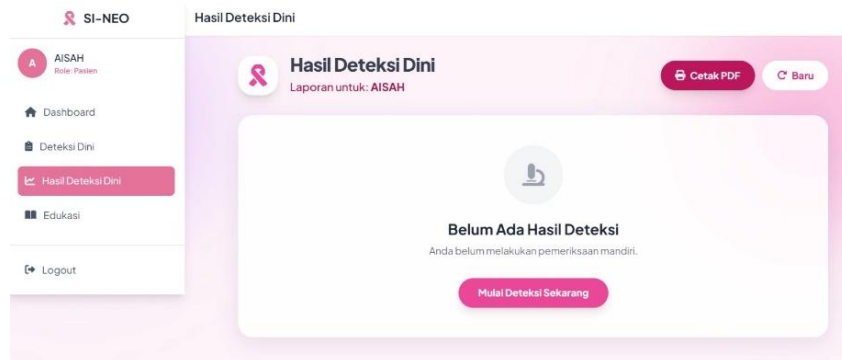 SI-NEO
Hasil Deteksi Dini
A
AISAH
Role: Pasien
Dashboard
Deteksi Dini
Hasil Deteksi Dini
Edukasi
Logout
Hasil Deteksi Dini
Laporan untuk: AISAH
Cetak PDF
Baru
Belum Ada Hasil Deteksi
Anda belum melakukan pemeriksaan mandiri.
Mulai Deteksi Sekarang